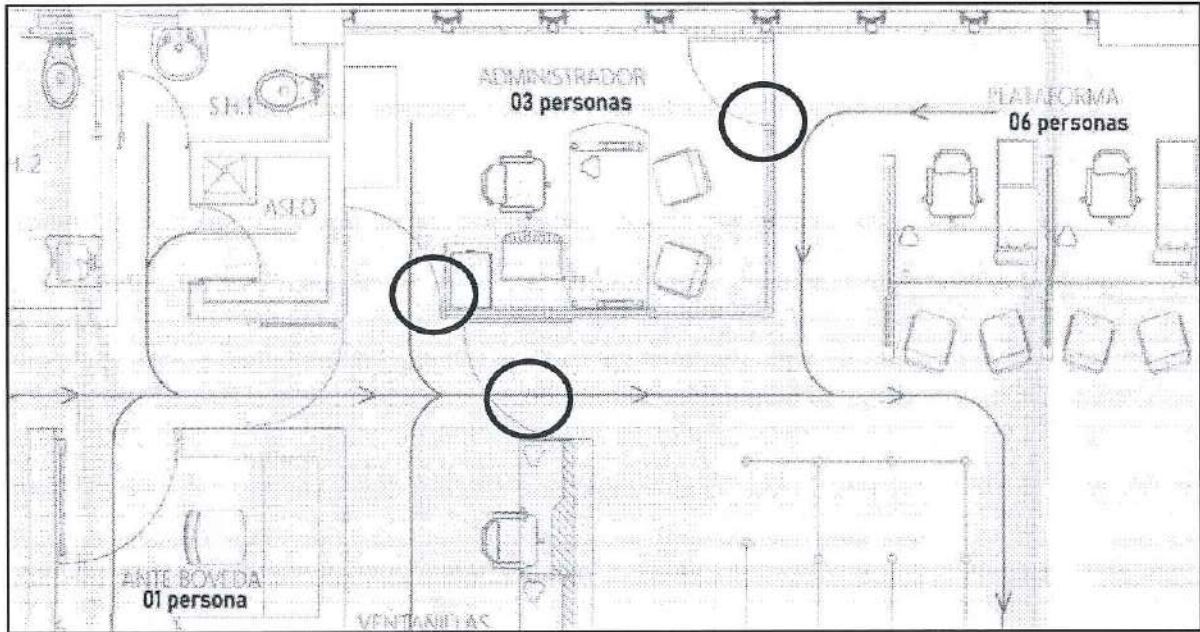 ADMINISTRADOR
03 personas
PLATAFORMA
06 personas
S.H.1
ASEO
ANTE BOVEDA
01 persona
VENTANILLAS